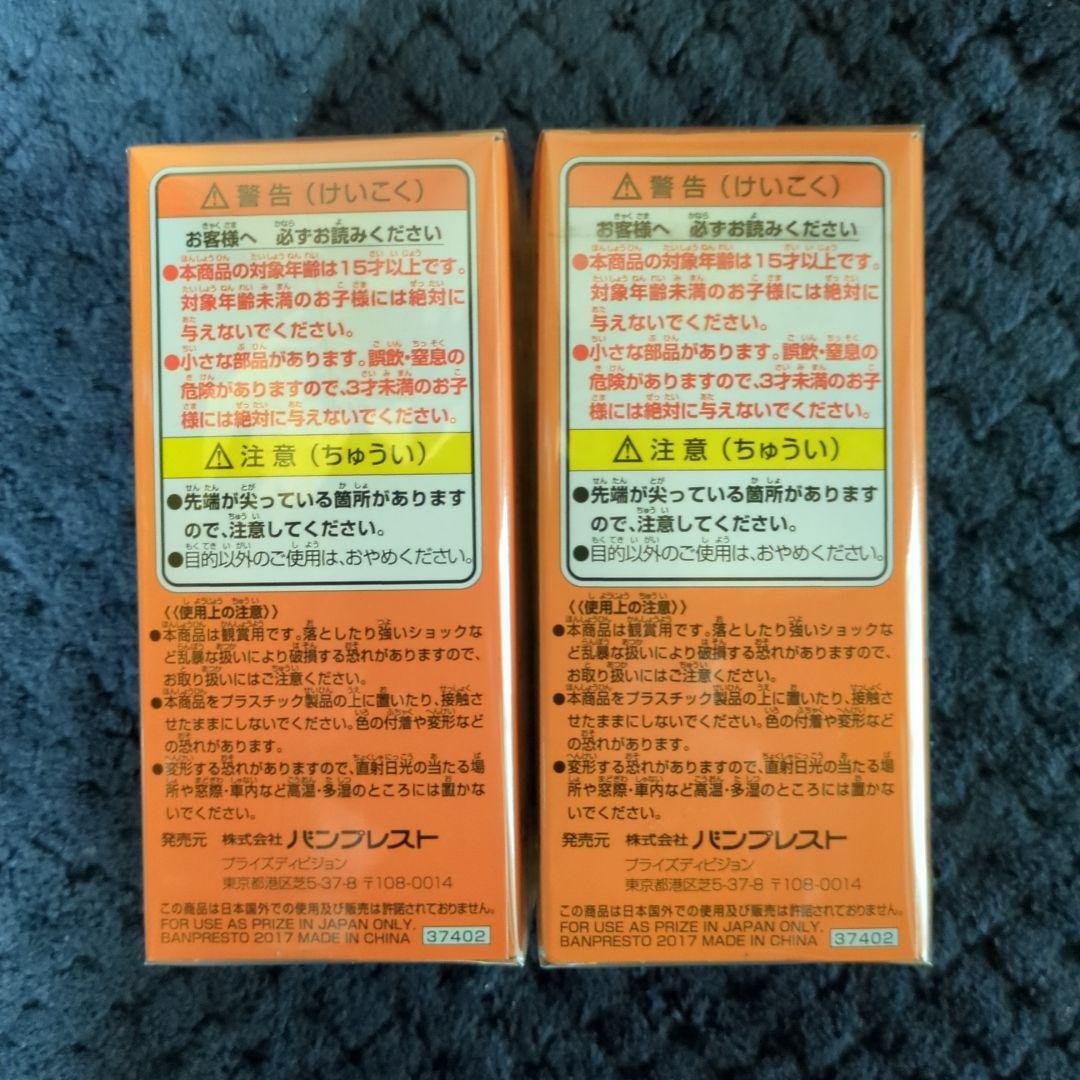 ⚠警告（けいこく）
お客様へ 必ずお読みください
●本商品の対象年齢は15才以上です。
対象年齢未満のお子様には絶対に
与えないでください。
●小さな部品があります。誤飲・窒息の
危険がありますので、3才未満のお子
様には絶対に与えないでください。
⚠注意（ちゅうい）
●先端が尖っている箇所があります
ので、注意してください。
●目的以外のご使用は、おやめください。
《使用上の注意》
●本商品は観賞用です。落としたり強いショックな
ど乱暴な扱いにより破損する恐れがありますので、
お取り扱いにはご注意ください。
●本商品をプラスチック製品の上に置いたり、接触さ
せたままにしないでください。色の付着や変形など
の恐れがあります。
●変形する恐れがありますので、直射日光の当たる場
所や窓際・車内など高温・多湿のところには置かな
いでください。
発売元 株式会社 バンプレスト
プライズディビジョン
東京都港区芝5-37-8 〒108-0014
この商品は日本国外での使用及び販売は許諾されておりません。
FOR USE AS PRIZE IN JAPAN ONLY.
BANPRESTO 2017 MADE IN CHINA 37402
⚠警告（けいこく）
お客様へ 必ずお読みください
●本商品の対象年齢は15才以上です。
対象年齢未満のお子様には絶対に
与えないでください。
●小さな部品があります。誤飲・窒息の
危険がありますので、3才未満のお子
様には絶対に与えないでください。
⚠注意（ちゅうい）
●先端が尖っている箇所があります
ので、注意してください。
●目的以外のご使用は、おやめください。
《使用上の注意》
●本商品は観賞用です。落としたり強いショックな
ど乱暴な扱いにより破損する恐れがありますので、
お取り扱いにはご注意ください。
●本商品をプラスチック製品の上に置いたり、接触さ
せたままにしないでください。色の付着や変形など
の恐れがあります。
●変形する恐れがありますので、直射日光の当たる場
所や窓際・車内など高温・多湿のところには置かな
いでください。
発売元 株式会社 バンプレスト
プライズディビジョン
東京都港区芝5-37-8 〒108-0014
この商品は日本国外での使用及び販売は許諾されておりません。
FOR USE AS PRIZE IN JAPAN ONLY.
BANPRESTO 2017 MADE IN CHINA 37402